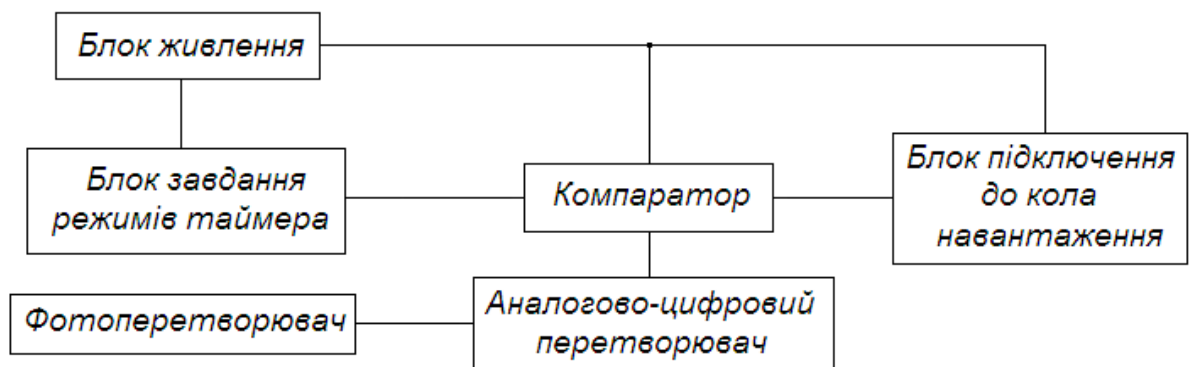 Блок живлення
Блок завдання
режимів таймера
Компаратор
Блок підключення
до кола
навантаження
Фотоперетворювач
Аналогово-цифровий
перетворювач